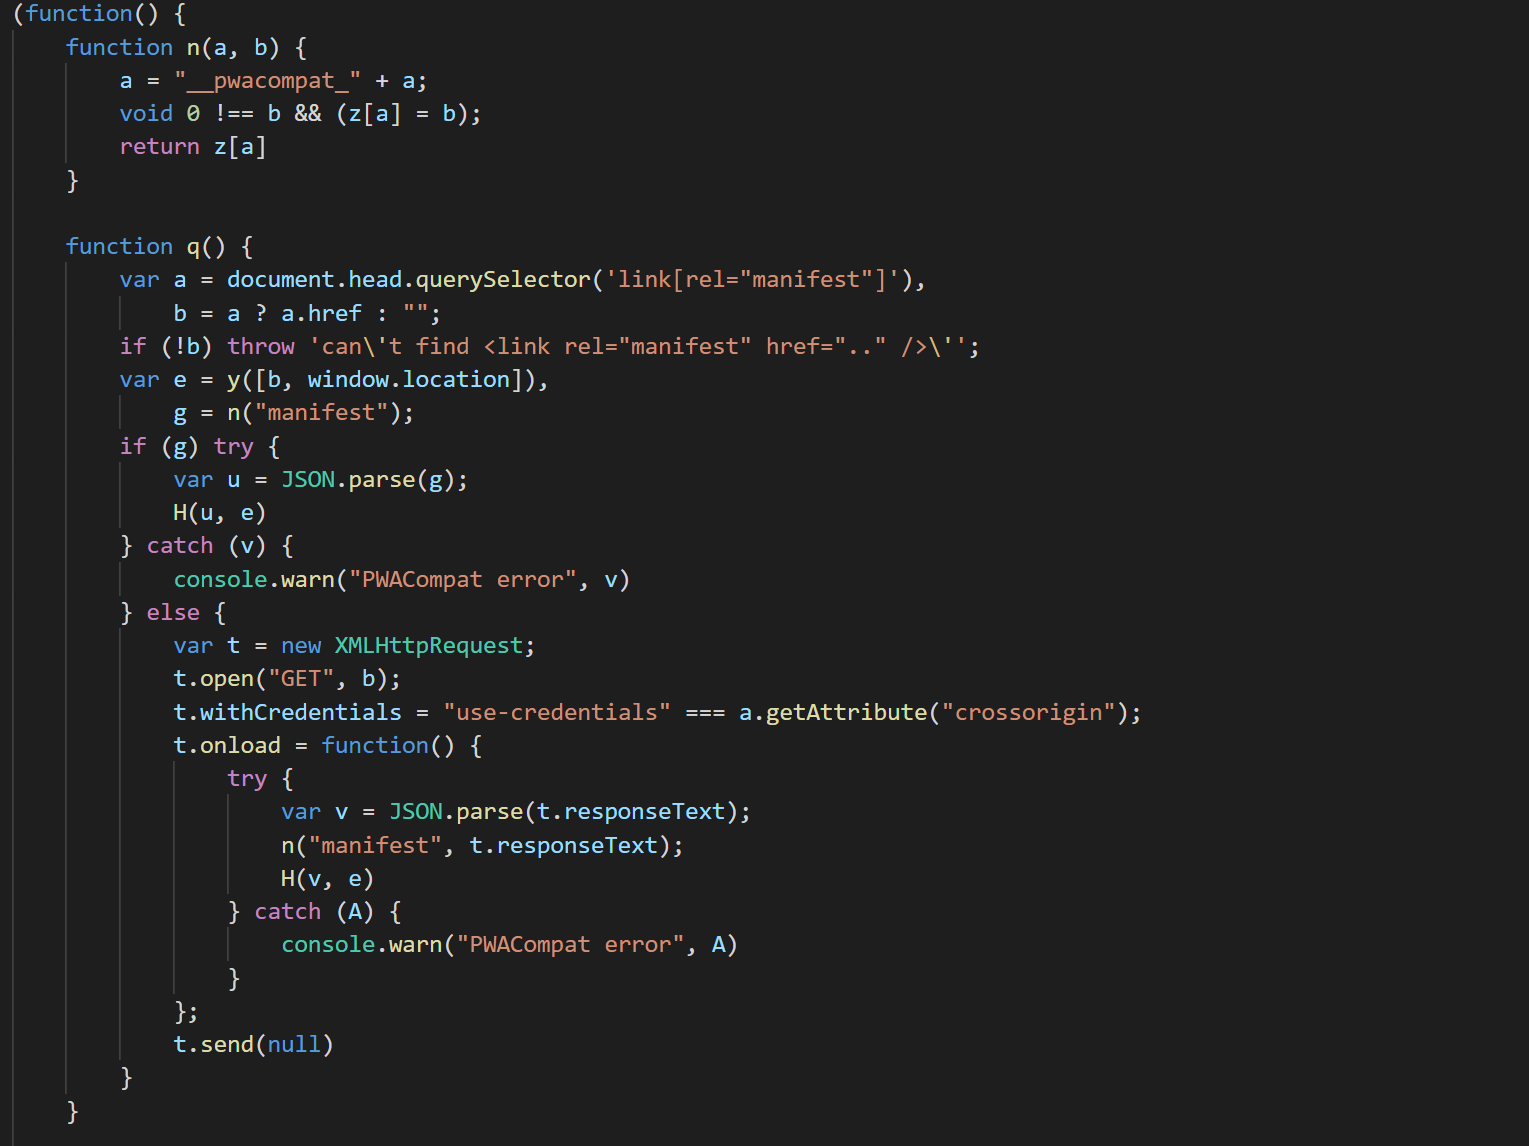 (function() {
    function n(a, b) {
        a = "__pwacompat_" + a;
        void 0 !== b && (z[a] = b);
        return z[a]
    }

    function q() {
        var a = document.head.querySelector('link[rel="manifest"]'),
            b = a ? a.href : "";
        if (!b) throw 'can\'t find <link rel="manifest" href=".." />\'';
        var e = y([b, window.location]),
            g = n("manifest");
        if (g) try {
            var u = JSON.parse(g);
            H(u, e)
        } catch (v) {
            console.warn("PWACompat error", v)
        } else {
            var t = new XMLHttpRequest;
            t.open("GET", b);
            t.withCredentials = "use-credentials" === a.getAttribute("crossorigin");
            t.onload = function() {
                try {
                    var v = JSON.parse(t.responseText);
                    n("manifest", t.responseText);
                    H(v, e)
                } catch (A) {
                    console.warn("PWACompat error", A)
                }
            };
            t.send(null)
        }
    }